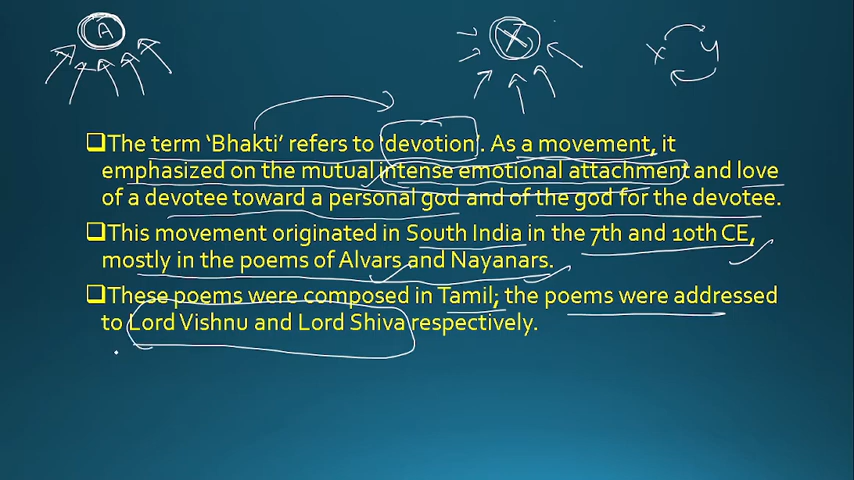 A
X
x y
The term ‘Bhakti’ refers to ‘devotion’. As a movement, it
emphasized on the mutual intense emotional attachment and love
of a devotee toward a personal god and of the god for the devotee.
This movement originated in South India in the 7th and 10th CE,
mostly in the poems of Alvars and Nayanars.
These poems were composed in Tamil; the poems were addressed
to Lord Vishnu and Lord Shiva respectively.